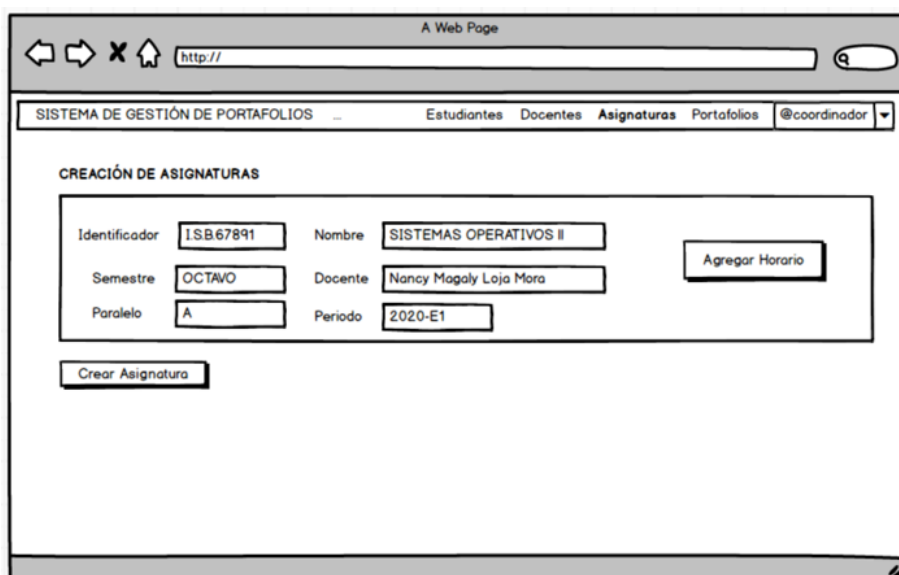 A Web Page
http://
SISTEMA DE GESTIÓN DE PORTAFOLIOS ... Estudiantes Docentes Asignaturas Portafolios @coordinador
CREACIÓN DE ASIGNATURAS
Identificador I.S.B.67891 Nombre SISTEMAS OPERATIVOS II
Agregar Horario
Semestre OCTAVO Docente Nancy Magaly Loja Mora
Paralelo A Periodo 2020-E1
Crear Asignatura